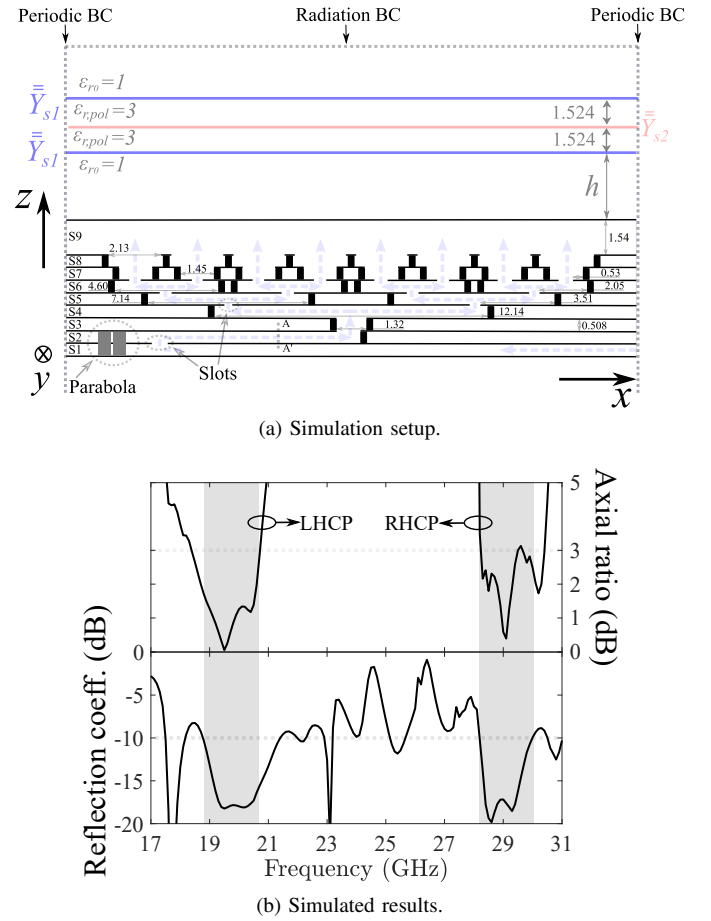 Periodic BC Radiation BC Periodic BC
εr₀=1
Ȳ̄s1
εr,pol=3 1.524
Ȳ̄s2
εr,pol=3 1.524
Ȳ̄s1
εr₀=1
h
z
S9 1.54
S8 2.13
S7 1.45 0.53
S6 4.60 2.05
S5 7.14 3.51
S4 12.14
S3 A 1.32 0.508
S2
S1 A'
y Parabola Slots x
(a) Simulation setup.
5
LHCP RHCP
3
2
1
0 0
Axial ratio (dB)
Reflection coeff. (dB)
-5
-10
-15
-20
17 19 21 23 25 27 29 31
Frequency (GHz)
(b) Simulated results.